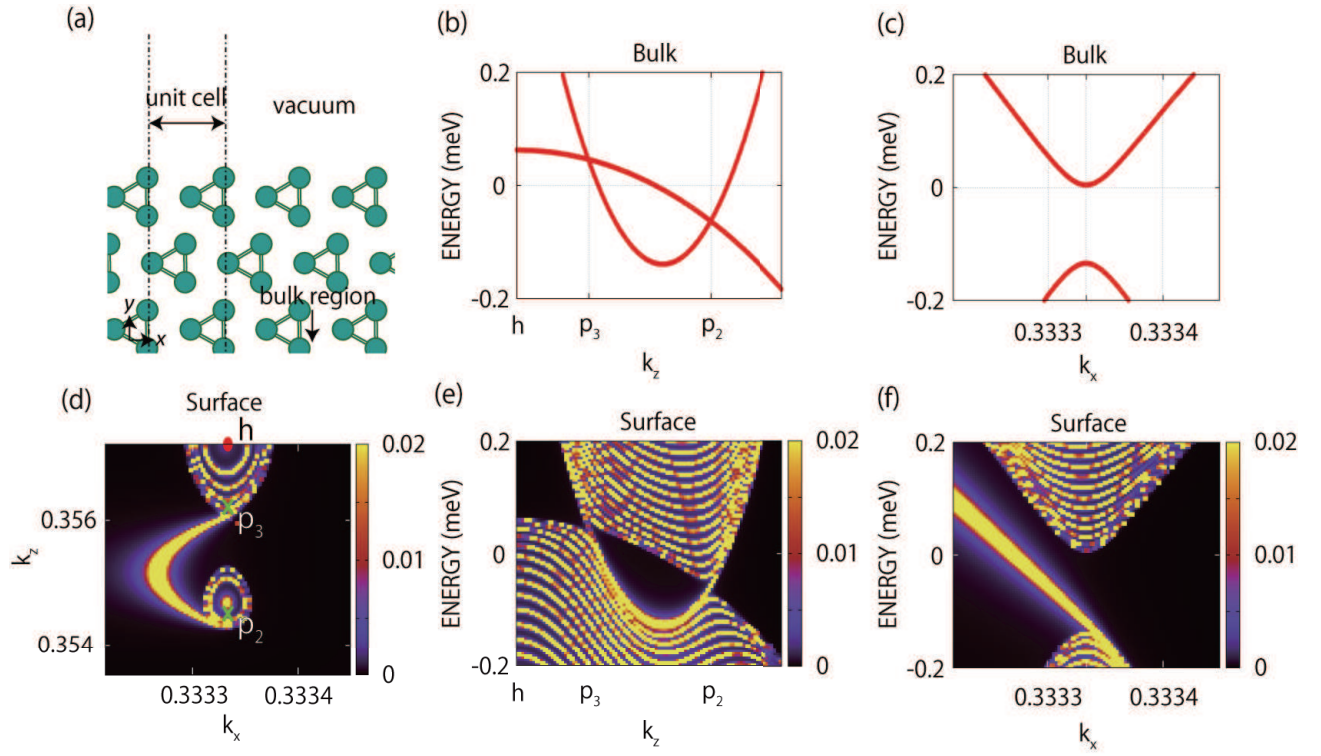 (a)
unit cell
vacuum
bulk region
y
x
(b)
Bulk
ENERGY (meV)
0.2
0
-0.2
h
p3
p2
kz
(c)
Bulk
ENERGY (meV)
0.2
0
-0.2
0.3333
0.3334
kx
(d)
Surface
h
p3
p2
kz
0.356
0.354
0.3333
0.3334
kx
0.02
0.01
0
(e)
Surface
ENERGY (meV)
0.2
0
-0.2
h
p3
p2
kz
0.02
0.01
0
(f)
Surface
ENERGY (meV)
0.2
0
-0.2
0.3333
0.3334
kx
0.02
0.01
0